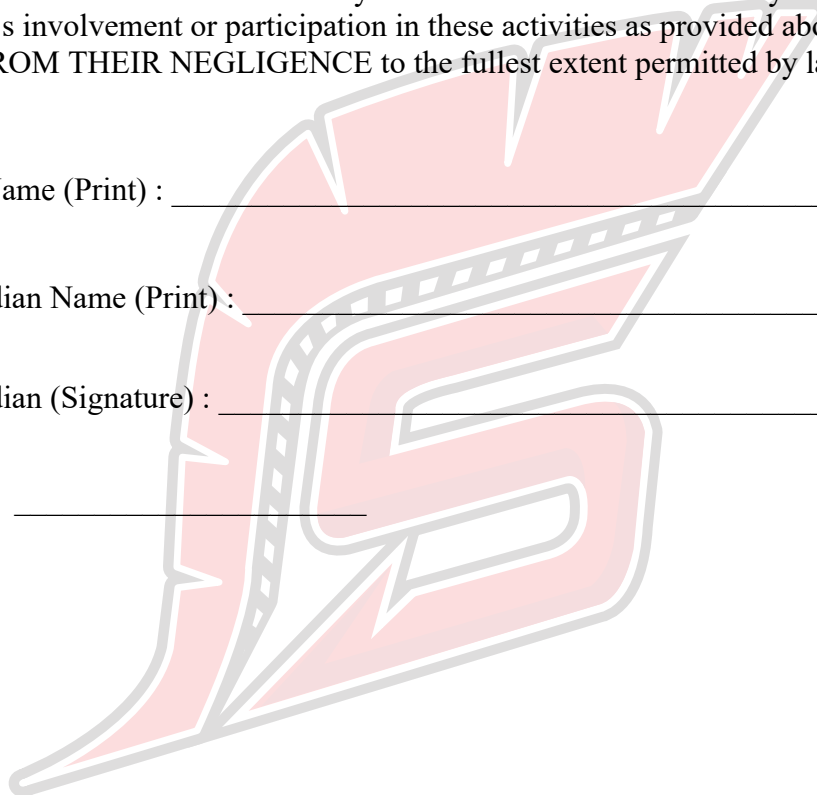 s involvement or participation in these activities as provided abo
ROM THEIR NEGLIGENCE to the fullest extent permitted by la
ame (Print) : 
dian Name (Print) : 
dian (Signature) :